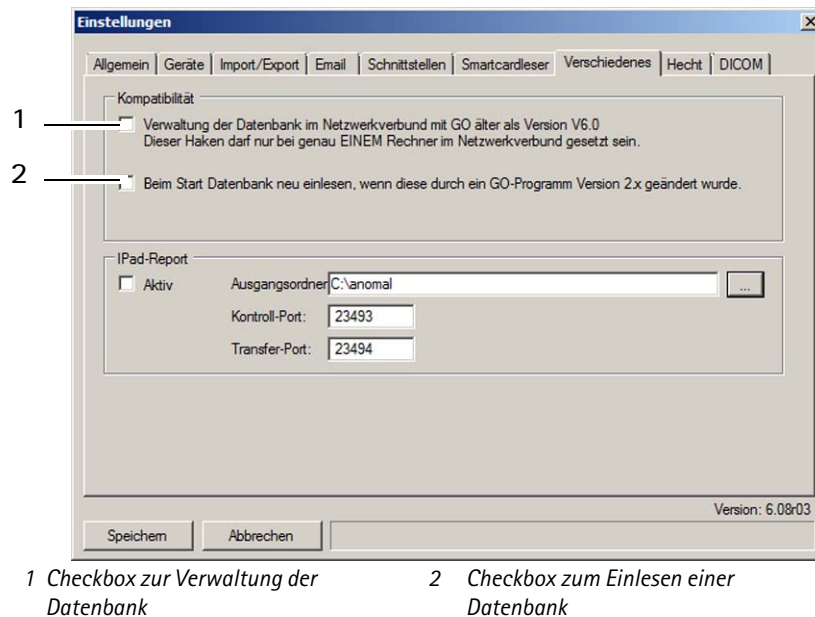 Einstellungen
Allgemein Geräte Import/Export Email Schnittstellen Smartcardleser Verschiedenes Hecht DICOM
Kompatibilität
1
Verwaltung der Datenbank im Netzwerkverbund mit GO älter als Version V6.0
Dieser Haken darf nur bei genau EINEM Rechner im Netzwerkverbund gesetzt sein.
2
Beim Start Datenbank neu einlesen, wenn diese durch ein GO-Programm Version 2.x geändert wurde.
IPad-Report
Aktiv Ausgangsordner C:\anomal ...
Kontroll-Port: 23493
Transfer-Port: 23494
Version: 6.08r03
Speichern Abbrechen
1 Checkbox zur Verwaltung der
Datenbank
2 Checkbox zum Einlesen einer
Datenbank